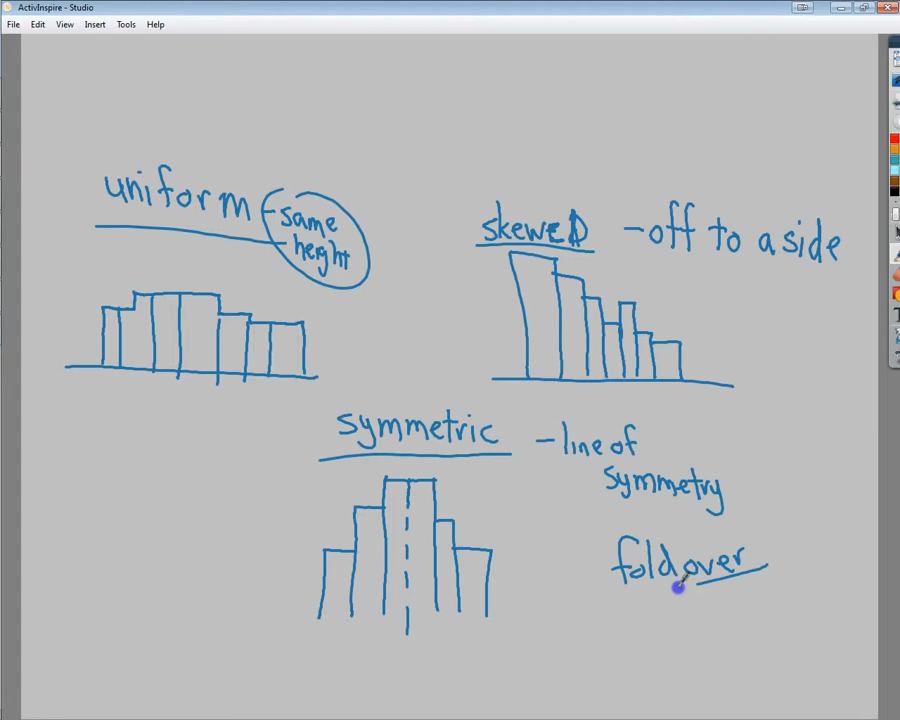 ActivInspire - Studio
File Edit View Insert Tools Help
uniform - same
height
skewED - off to a side
symmetric - line of
symmetry
fold over